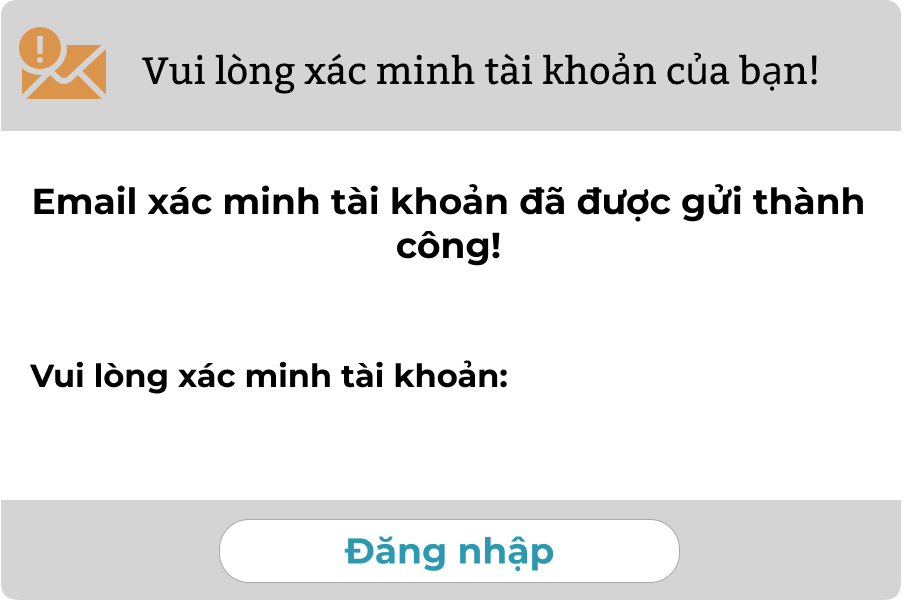 Vui lòng xác minh tài khoản của bạn!
Email xác minh tài khoản đã được gửi thành
công!
Vui lòng xác minh tài khoản:
Đăng nhập